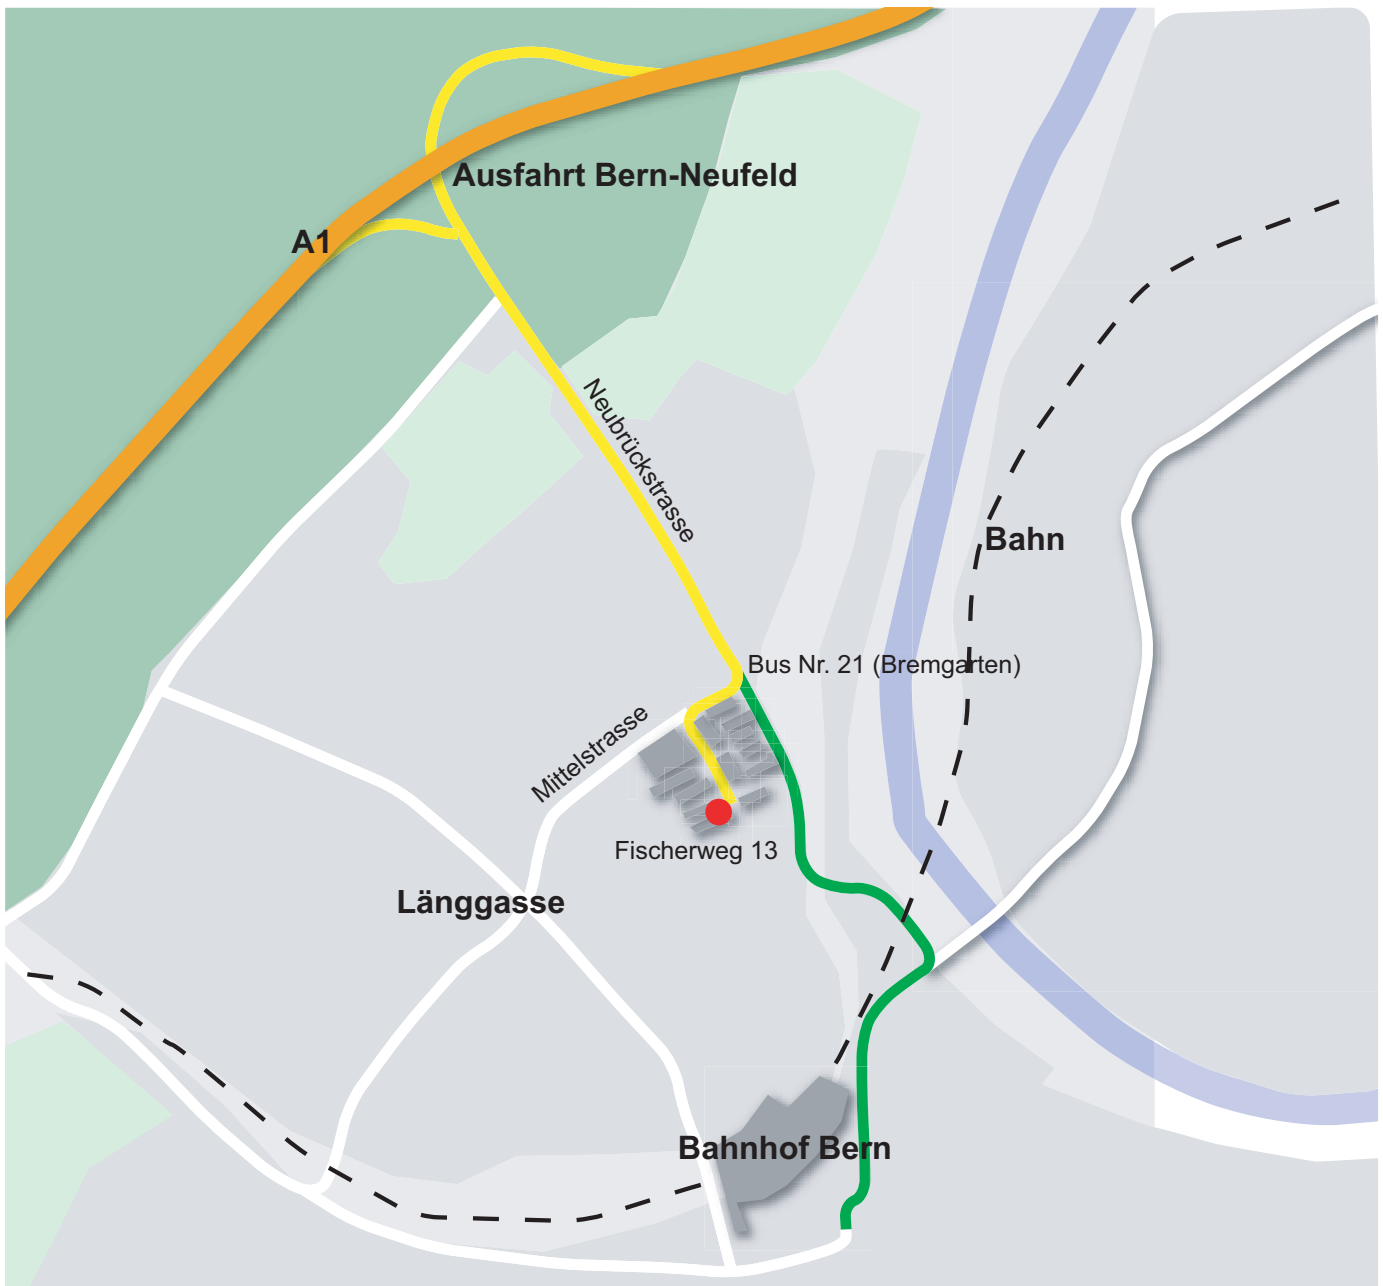 Ausfahrt Bern-Neufeld
A1
Neubrückstrasse
Bahn
Bus Nr. 21 (Bremgarten)
Mittelstrasse
Fischerweg 13
Länggasse
Bahnhof Bern